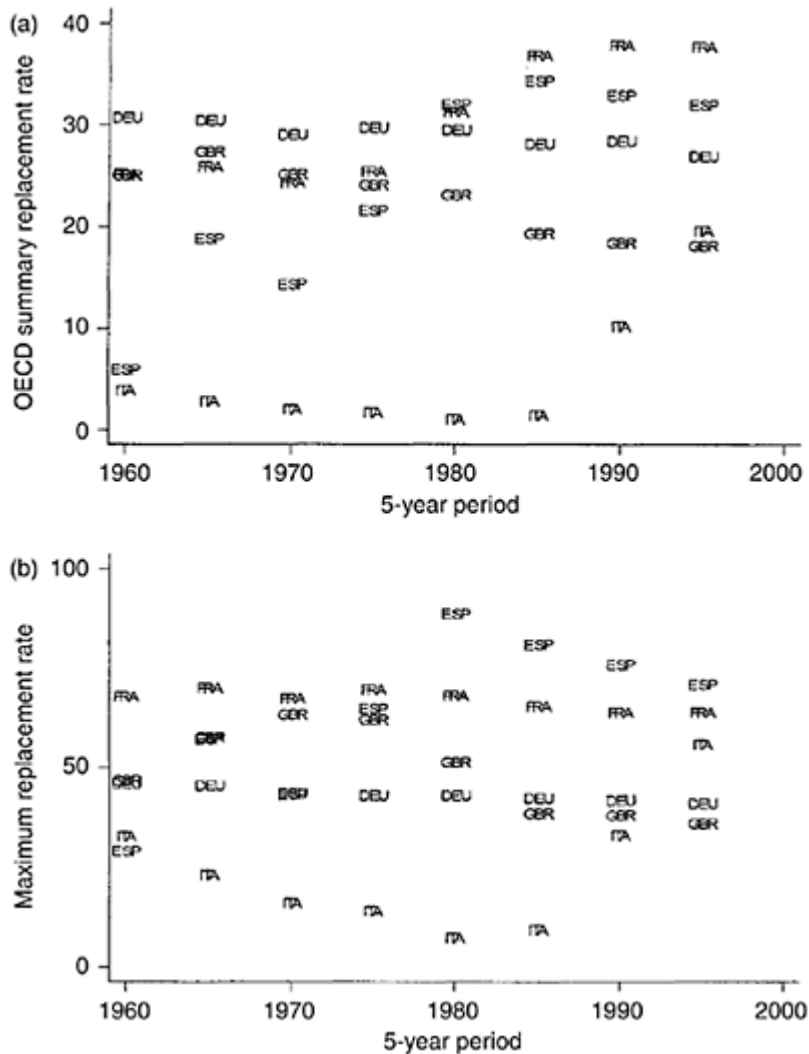 (a)
OECD summary replacement rate
40
30
20
10
0
FRA FRA FRA
ESP ESP ESP ESP
FRA
DEU DEU DEU DEU DEU DEU DEU DEU
GBR GBR
FRA FRA FRA
GBR GBR
ESP ESP
ITA
GBR GBR GBR
ESP
ITA
ESP
ITA ITA ITA ITA ITA ITA
1960 1970 1980 1990 2000
5-year period
(b)
Maximum replacement rate
100
50
0
ESP ESP ESP ESP
FRA FRA FRA FRA FRA FRA FRA FRA
ESP
GBR GBR GBR
ITA
GBR
DEU DEU DEU DEU DEU DEU DEU
GBR GBR GBR
ITA ITA
ESP
ITA ITA ITA ITA ITA
1960 1970 1980 1990 2000
5-year period